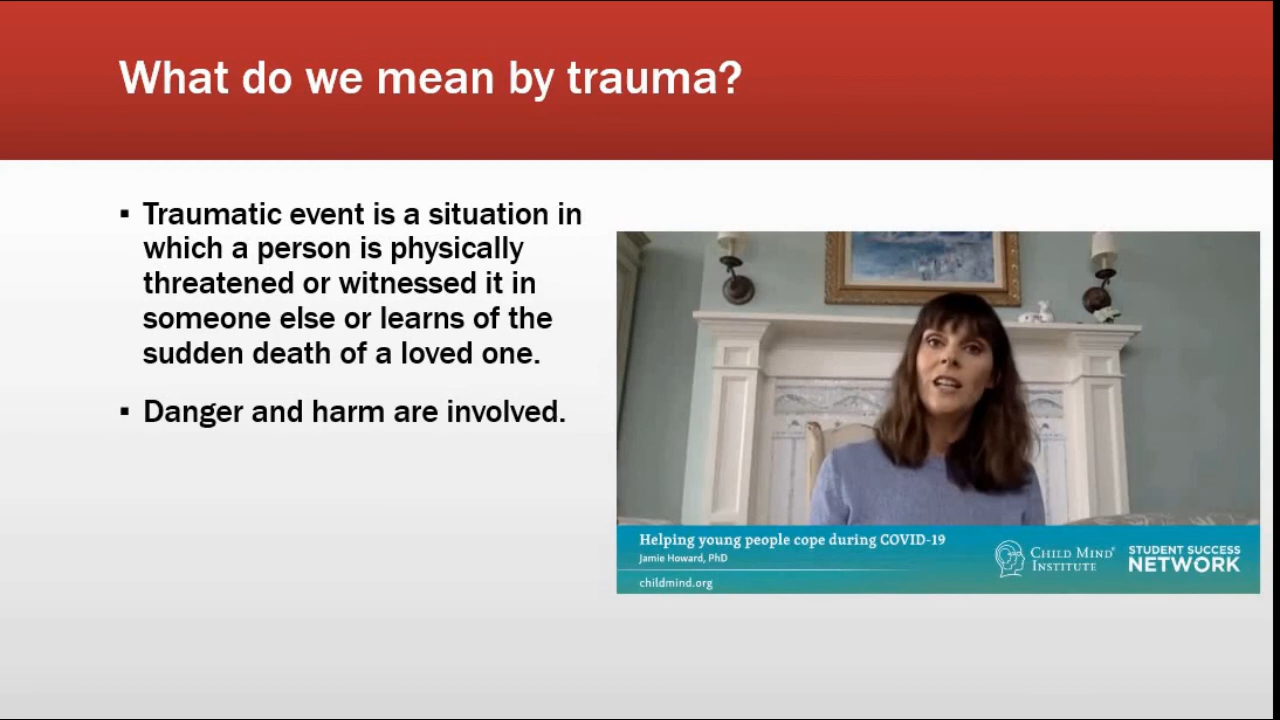 What do we mean by trauma?
▪ Traumatic event is a situation in
which a person is physically
threatened or witnessed it in
someone else or learns of the
sudden death of a loved one.
▪ Danger and harm are involved.
Helping young people cope during COVID-19
Jamie Howard, PhD
childmind.org
CHILD MIND®
INSTITUTE
STUDENT SUCCESS
NETWORK